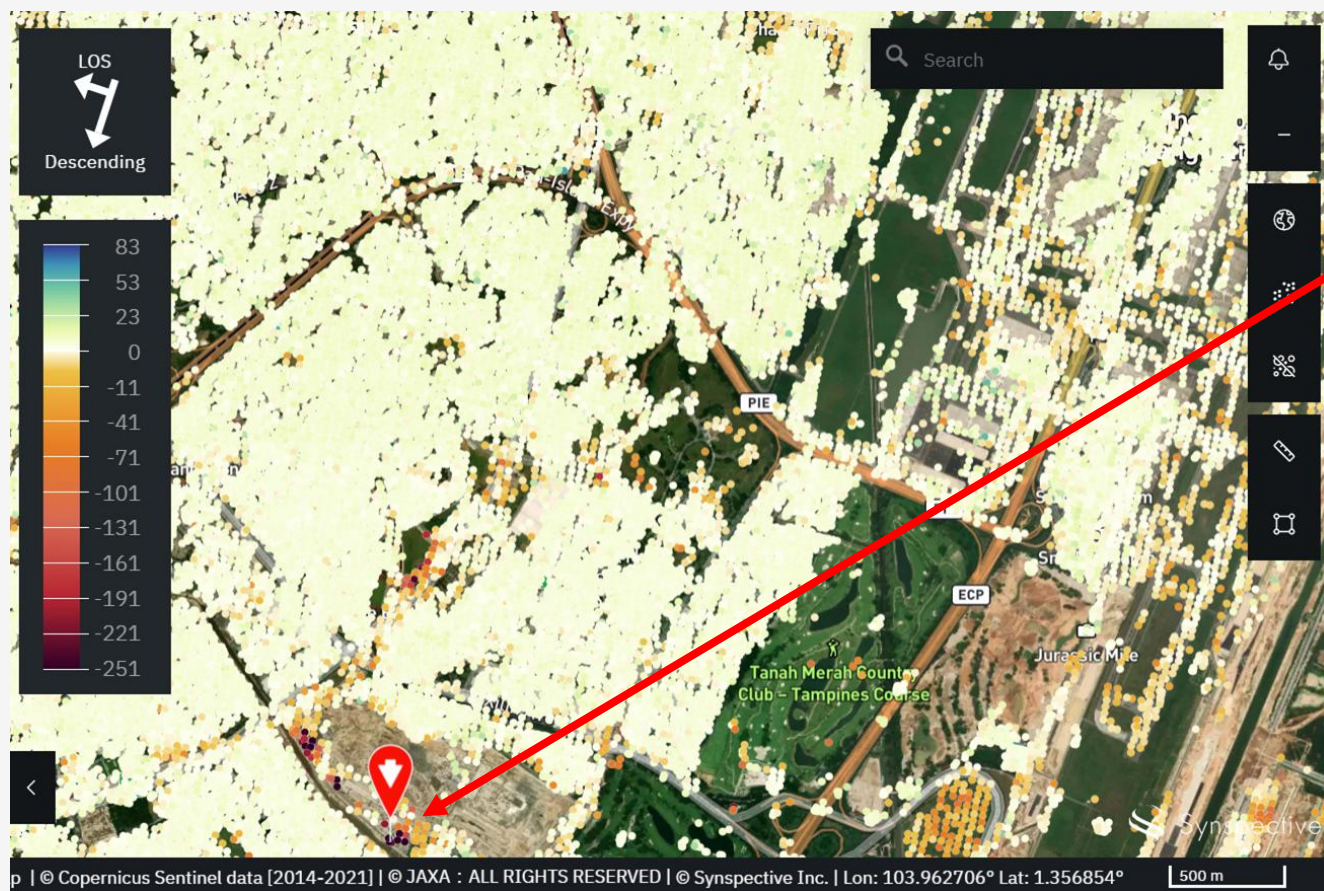 LOS
Descending
83
53
23
0
-11
-41
-71
-101
-131
-161
-191
-221
-251
Search
Expy
PIE
ECP
Jurassic Mile
Tanah Merah Country
Club – Tampines Course
Synspective
p | © Copernicus Sentinel data [2014-2021] | © JAXA : ALL RIGHTS RESERVED | © Synspective Inc. | Lon: 103.962706° Lat: 1.356854°
500 m